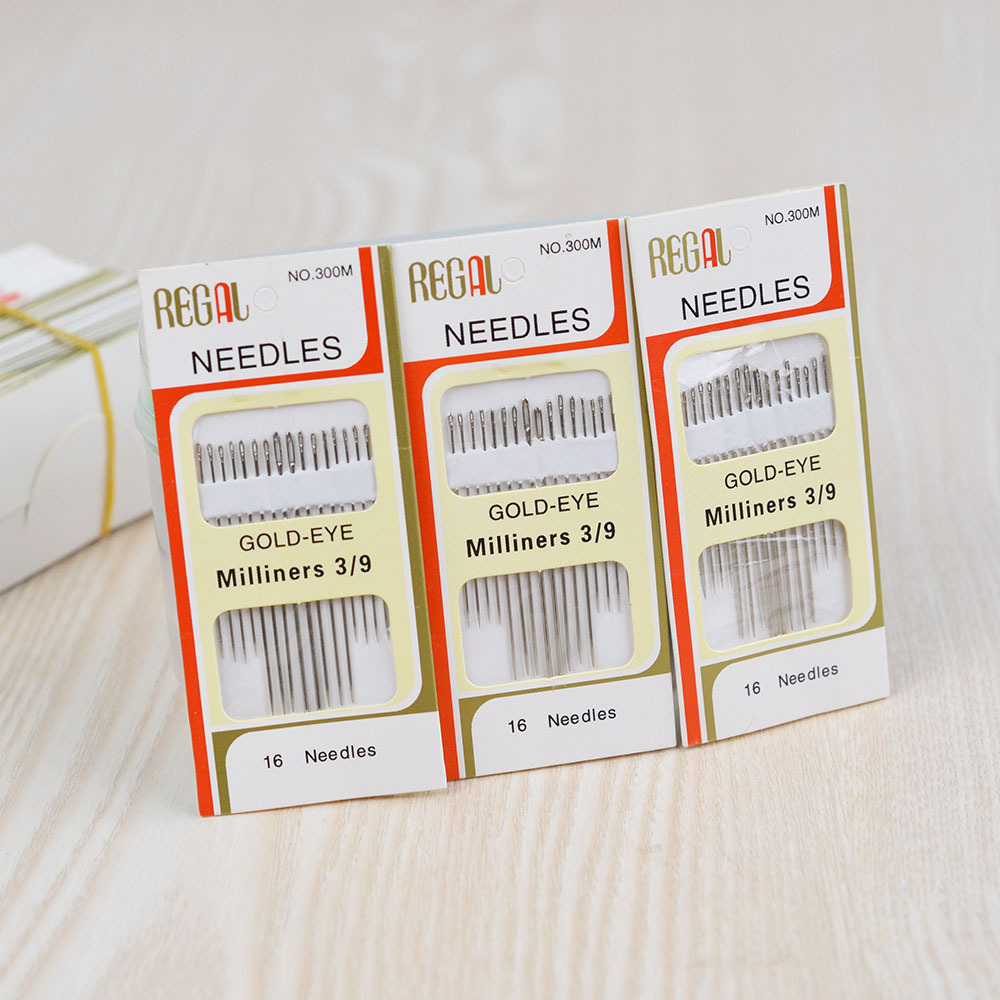 REGAL
NO.300M
NEEDLES
GOLD-EYE
Milliners 3/9
16 Needles
REGAL
NO.300M
NEEDLES
GOLD-EYE
Milliners 3/9
16 Needles
REGAL
NO.300M
NEEDLES
GOLD-EYE
Milliners 3/9
16 Needles